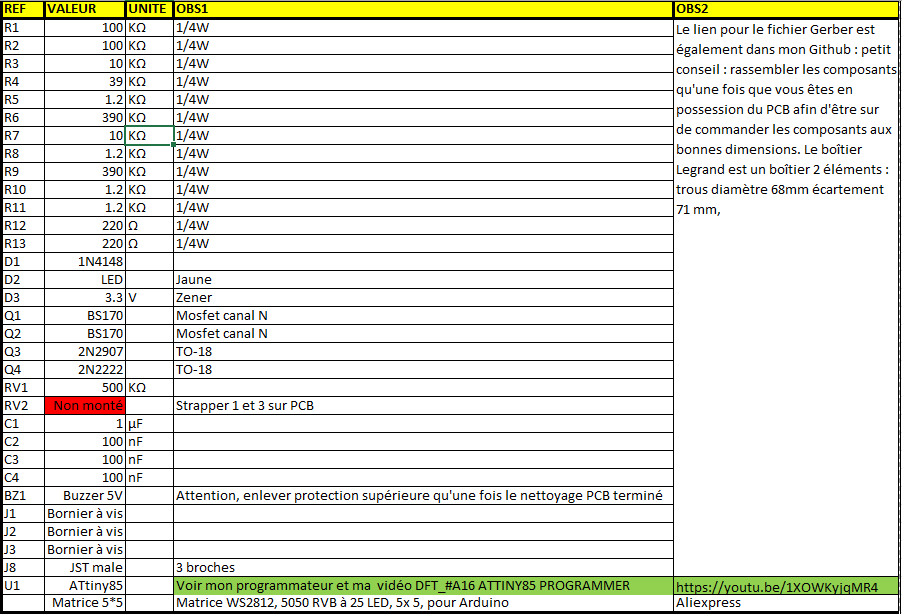 REF VALEUR UNITE OBS1 OBS2
R1 100 KΩ 1/4W
R2 100 KΩ 1/4W
R3 10 KΩ 1/4W
R4 39 KΩ 1/4W
R5 1.2 KΩ 1/4W
R6 390 KΩ 1/4W
R7 10 KΩ 1/4W
R8 1.2 KΩ 1/4W
R9 390 KΩ 1/4W
R10 1.2 KΩ 1/4W
R11 1.2 KΩ 1/4W
R12 220 Ω 1/4W
R13 220 Ω 1/4W
D1 1N4148
D2 LED Jaune
D3 3.3 V Zener
Q1 BS170 Mosfet canal N
Q2 BS170 Mosfet canal N
Q3 2N2907 TO-18
Q4 2N2222 TO-18
RV1 500 KΩ
RV2 Non monté Strapper 1 et 3 sur PCB
C1 1 µF
C2 100 nF
C3 100 nF
C4 100 nF
BZ1 Buzzer 5V Attention, enlever protection supérieure qu'une fois le nettoyage PCB terminé
J1 Bornier à vis
J2 Bornier à vis
J3 Bornier à vis
J8 JST male 3 broches
Le lien pour le fichier Gerber est
également dans mon Github : petit
conseil : rassembler les composants
qu'une fois que vous êtes en
possession du PCB afin d'être sur
de commander les composants aux
bonnes dimensions. Le boîtier
Legrand est un boîtier 2 éléments :
trous diamètre 68mm écartement
71 mm,
U1 ATtiny85 Voir mon programmateur et ma vidéo DFT_#A16 ATTINY85 PROGRAMMER https://youtu.be/1XOWKyjqMR4
Matrice 5*5 Matrice WS2812, 5050 RVB à 25 LED, 5x 5, pour Arduino Aliexpress